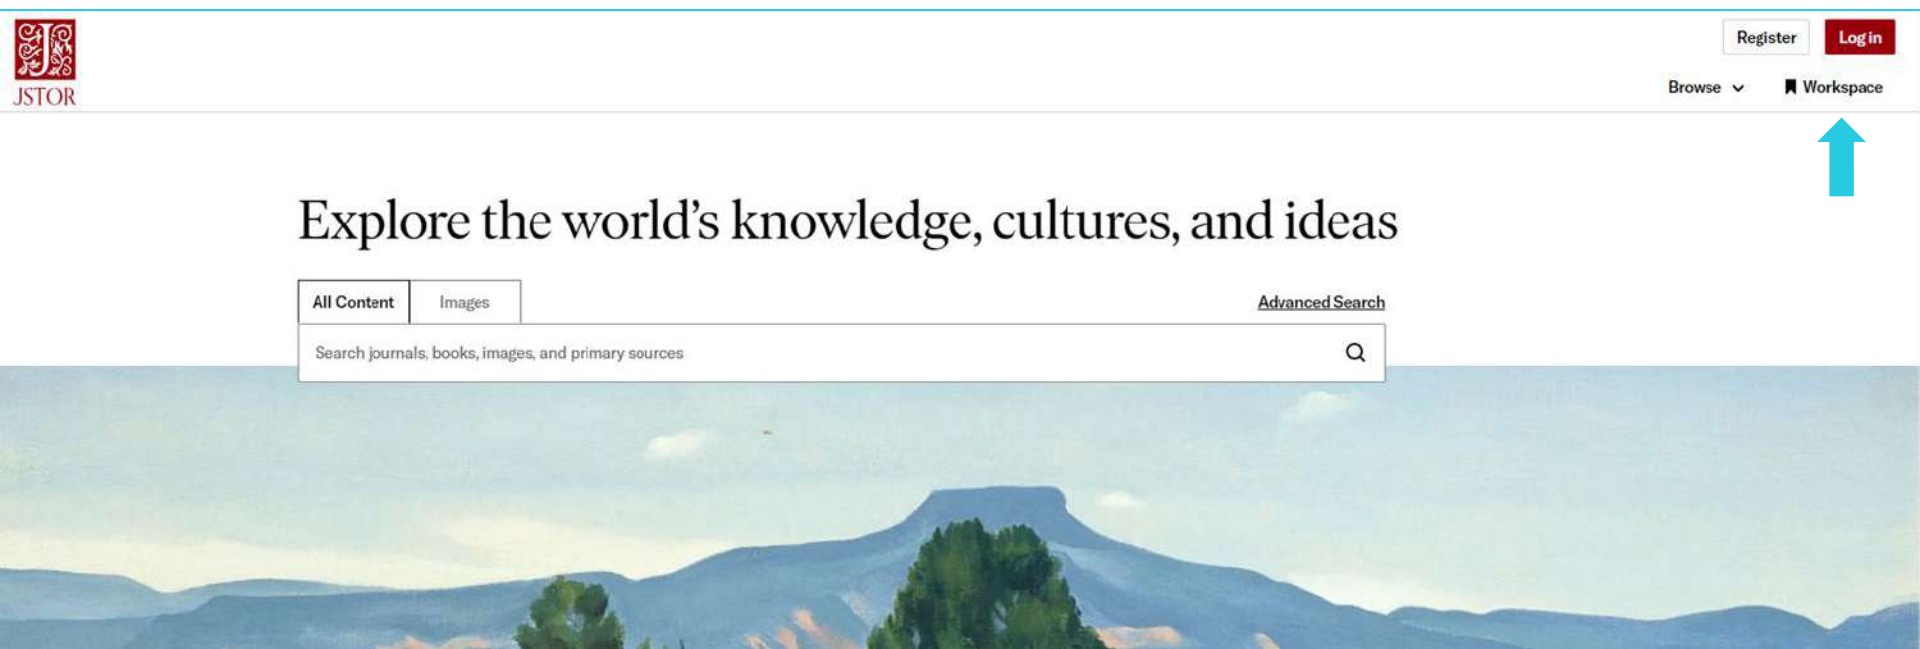 JSTOR
Register
Log in
Browse
Workspace
Explore the world's knowledge, cultures, and ideas
All Content
Images
Advanced Search
Search journals, books, images, and primary sources